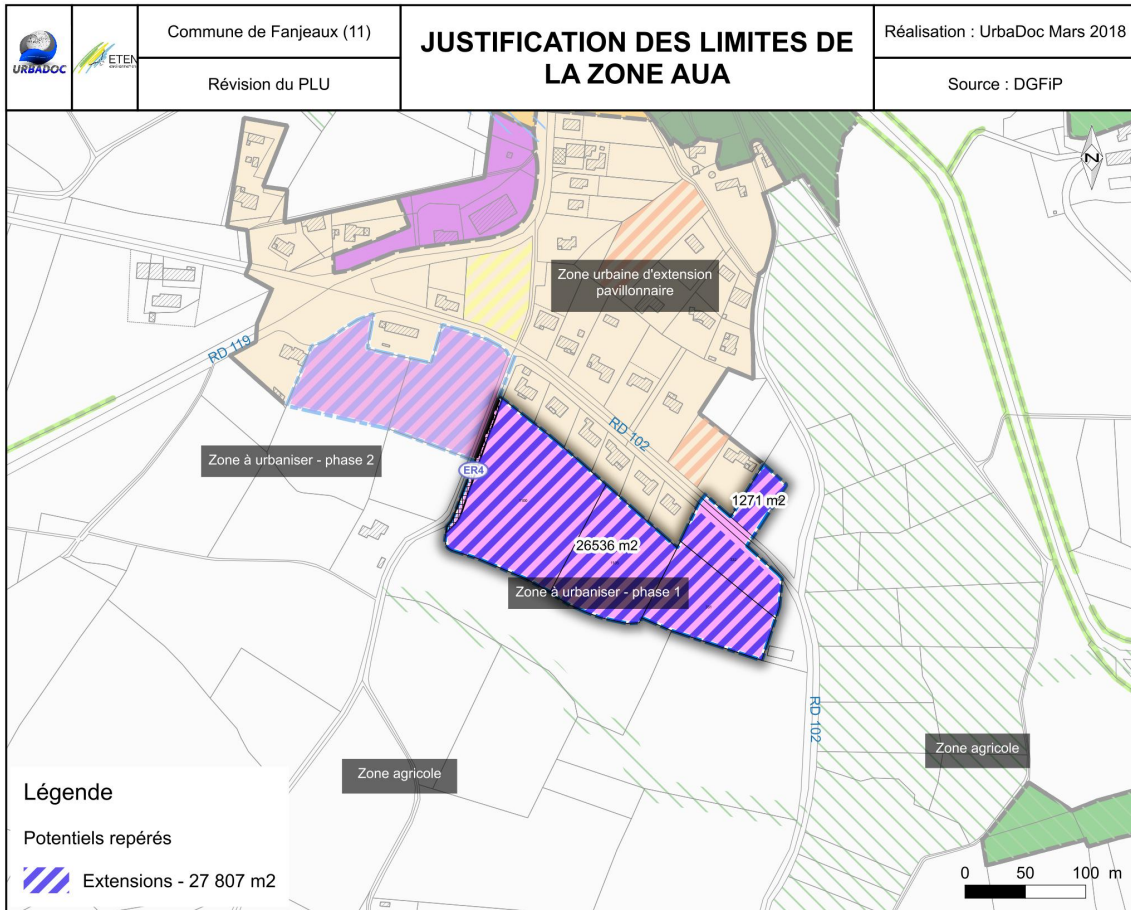 URBADOC
ETEN
Commune de Fanjeaux (11)
Révision du PLU
JUSTIFICATION DES LIMITES DE
LA ZONE AUA
Réalisation : UrbaDoc Mars 2018
Source : DGFiP
N
Zone urbaine d'extension
pavillonnaire
RD 119
RD 102
Zone à urbaniser - phase 2
ER4
1271 m2
26536 m2
Zone à urbaniser - phase 1
RD 102
Zone agricole
Zone agricole
Légende
Potentiels repérés
Extensions - 27 807 m2
0 50 100 m